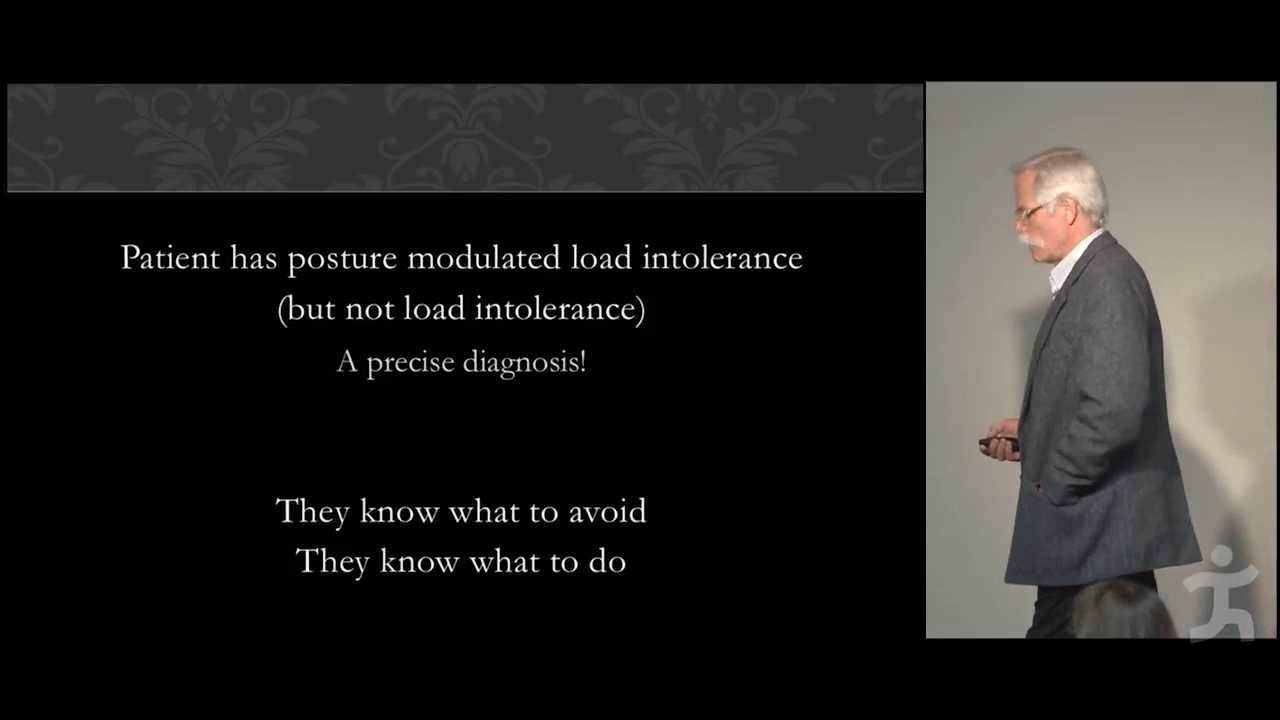 Patient has posture modulated load intolerance
(but not load intolerance)
A precise diagnosis!
They know what to avoid
They know what to do